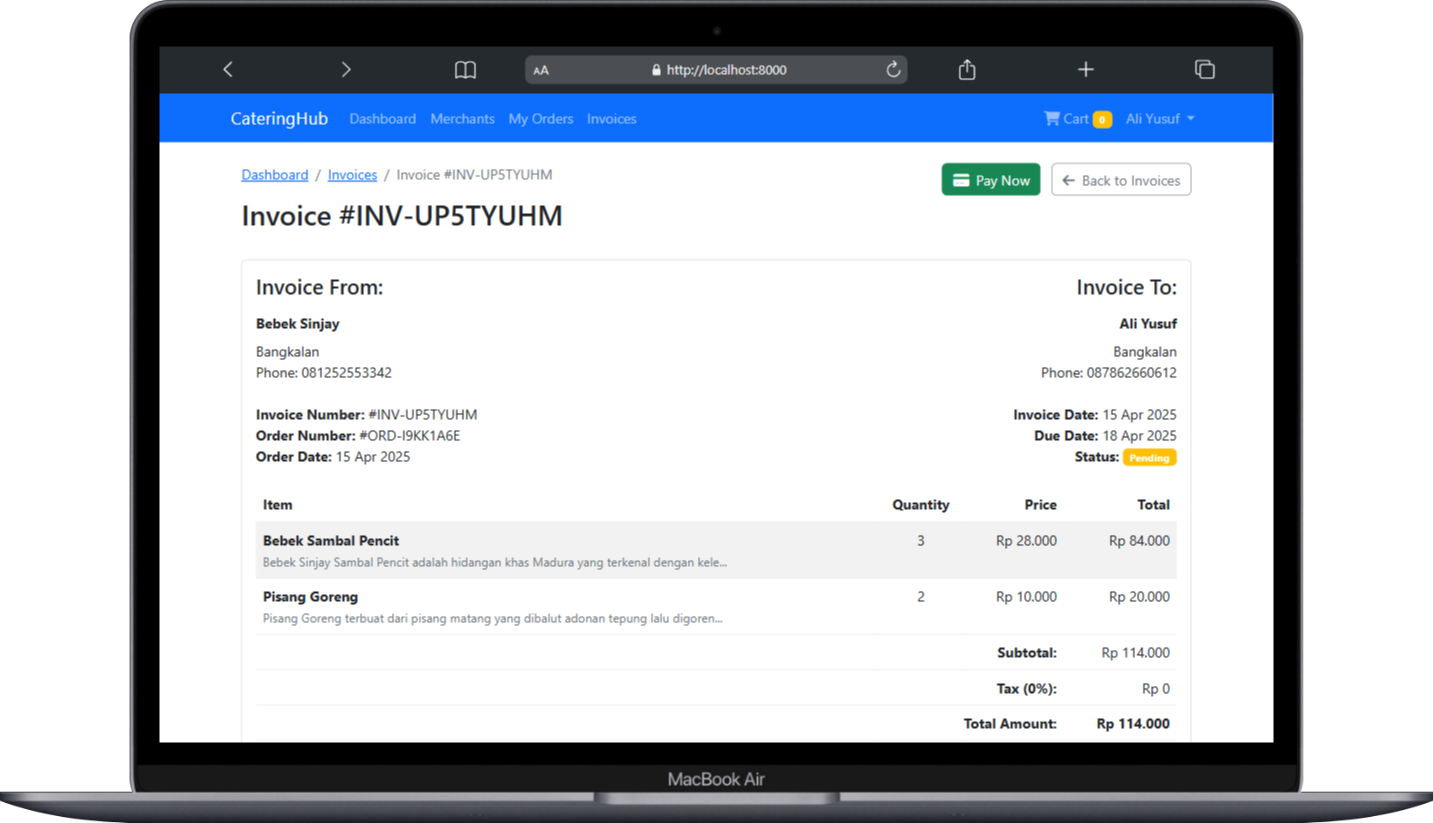 AA http://localhost:8000
CateringHub Dashboard Merchants My Orders Invoices Cart 0 Ali Yusuf
Dashboard / Invoices / Invoice #INV-UP5TYUHM
Pay Now
← Back to Invoices
Invoice #INV-UP5TYUHM
Invoice From:
Bebek Sinjay
Bangkalan
Phone: 081252553342
Invoice To:
Ali Yusuf
Bangkalan
Phone: 087862660612
Invoice Number: #INV-UP5TYUHM
Order Number: #ORD-I9KK1A6E
Order Date: 15 Apr 2025
Invoice Date: 15 Apr 2025
Due Date: 18 Apr 2025
Status: Pending
Item Quantity Price Total
Bebek Sambal Pencit 3 Rp 28.000 Rp 84.000
Bebek Sinjay Sambal Pencit adalah hidangan khas Madura yang terkenal dengan kele...
Pisang Goreng 2 Rp 10.000 Rp 20.000
Pisang Goreng terbuat dari pisang matang yang dibalut adonan tepung lalu digoren...
Subtotal: Rp 114.000
Tax (0%): Rp 0
Total Amount: Rp 114.000
MacBook Air